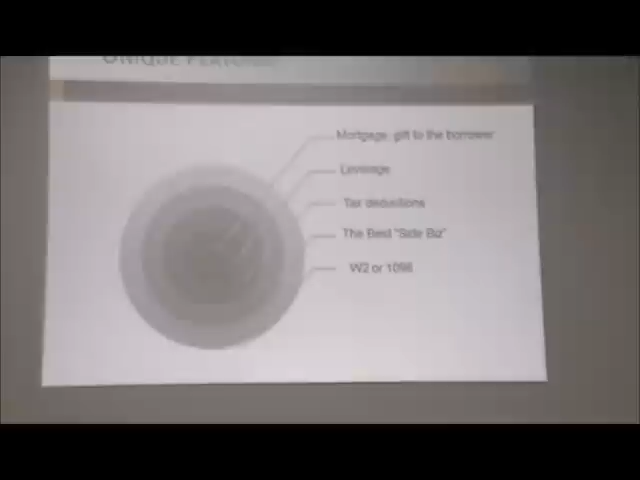 UNIQUE FEATURES
Mortgage: gift to the borrower
Leverage
Tax deductions
The Best "Side Biz"
W2 or 1098